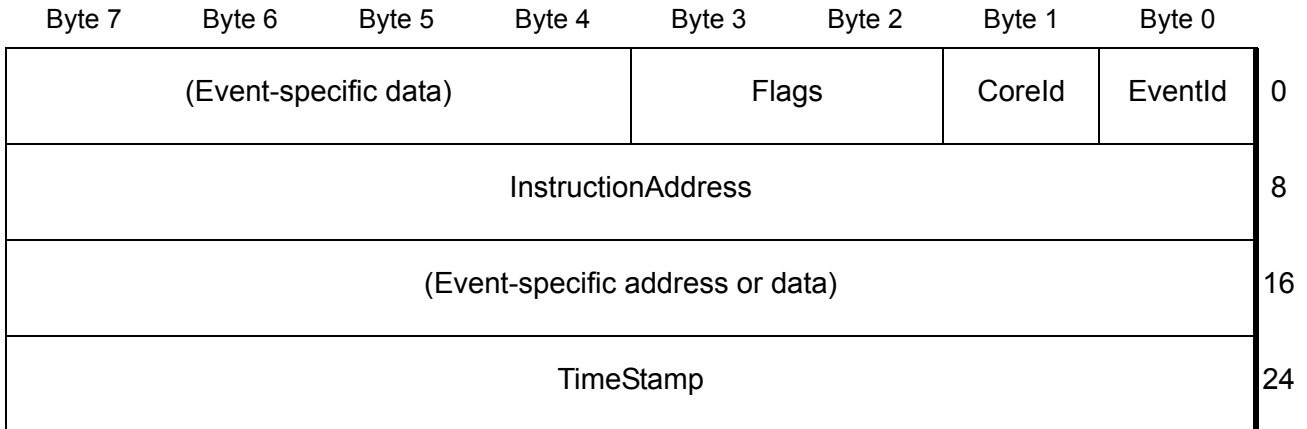 Byte 7 Byte 6 Byte 5 Byte 4 Byte 3 Byte 2 Byte 1 Byte 0
(Event-specific data) Flags CoreId EventId 0
InstructionAddress 8
(Event-specific address or data) 16
TimeStamp 24